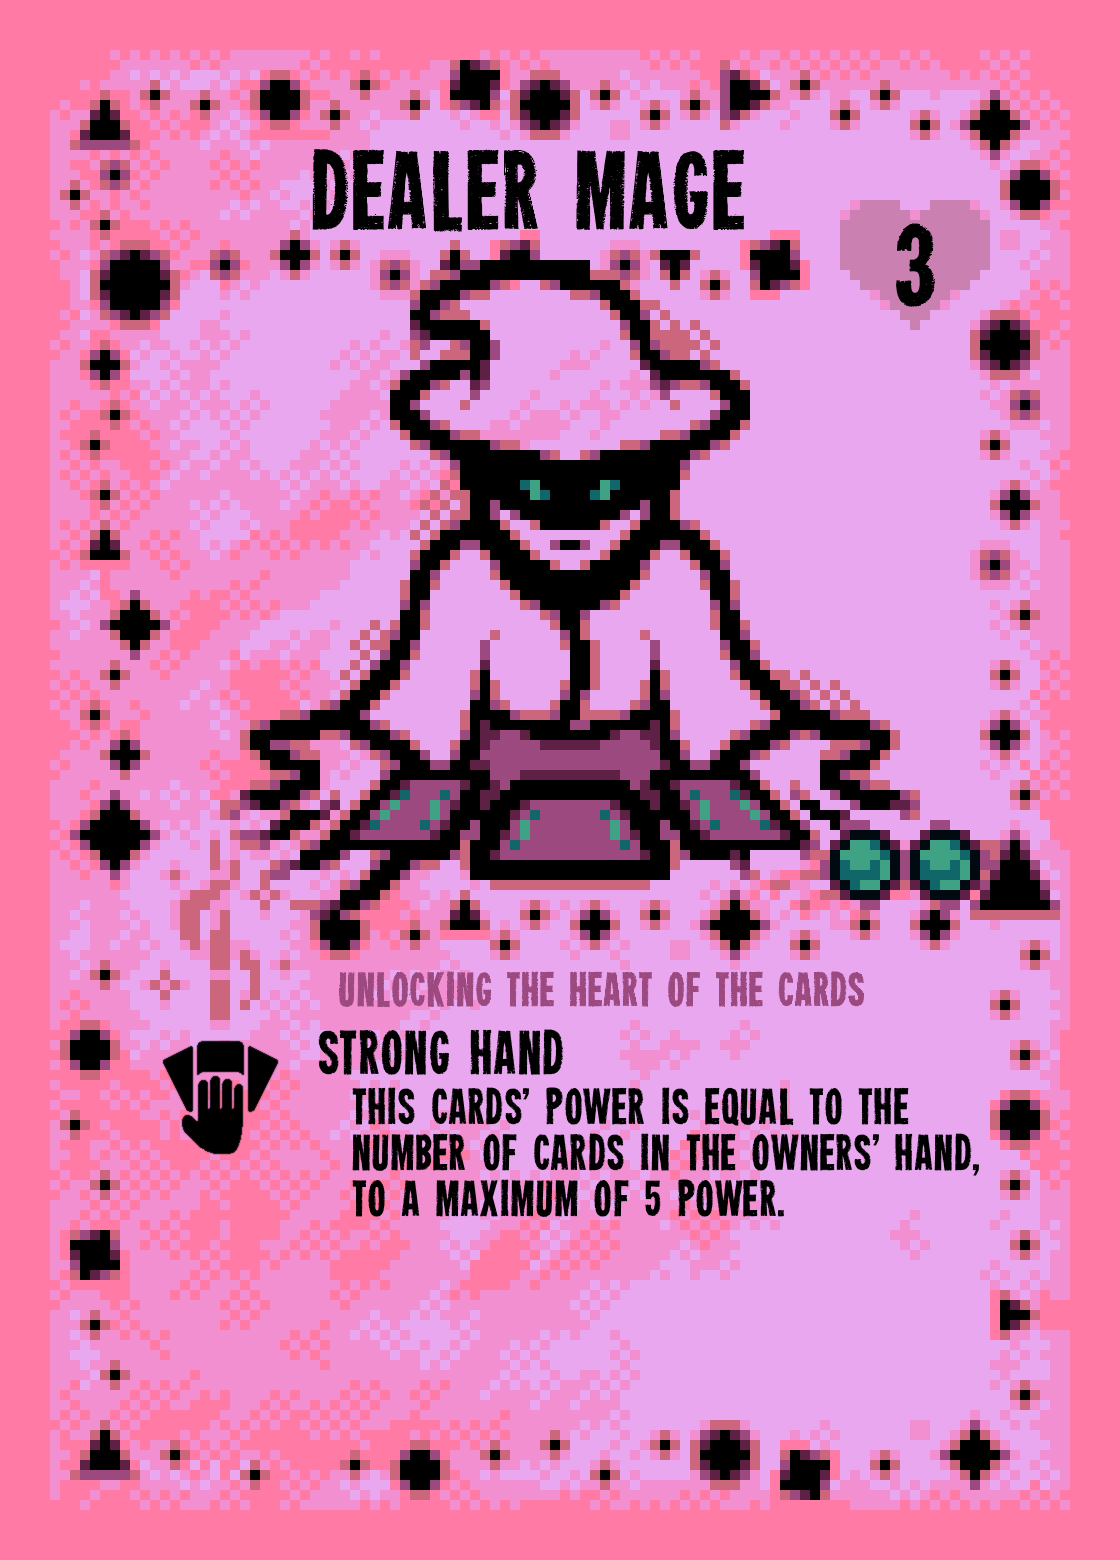 DEALER MAGE
3
UNLOCKING THE HEART OF THE CARDS
STRONG HAND
THIS CARDS' POWER IS EQUAL TO THE
NUMBER OF CARDS IN THE OWNERS' HAND,
TO A MAXIMUM OF 5 POWER.